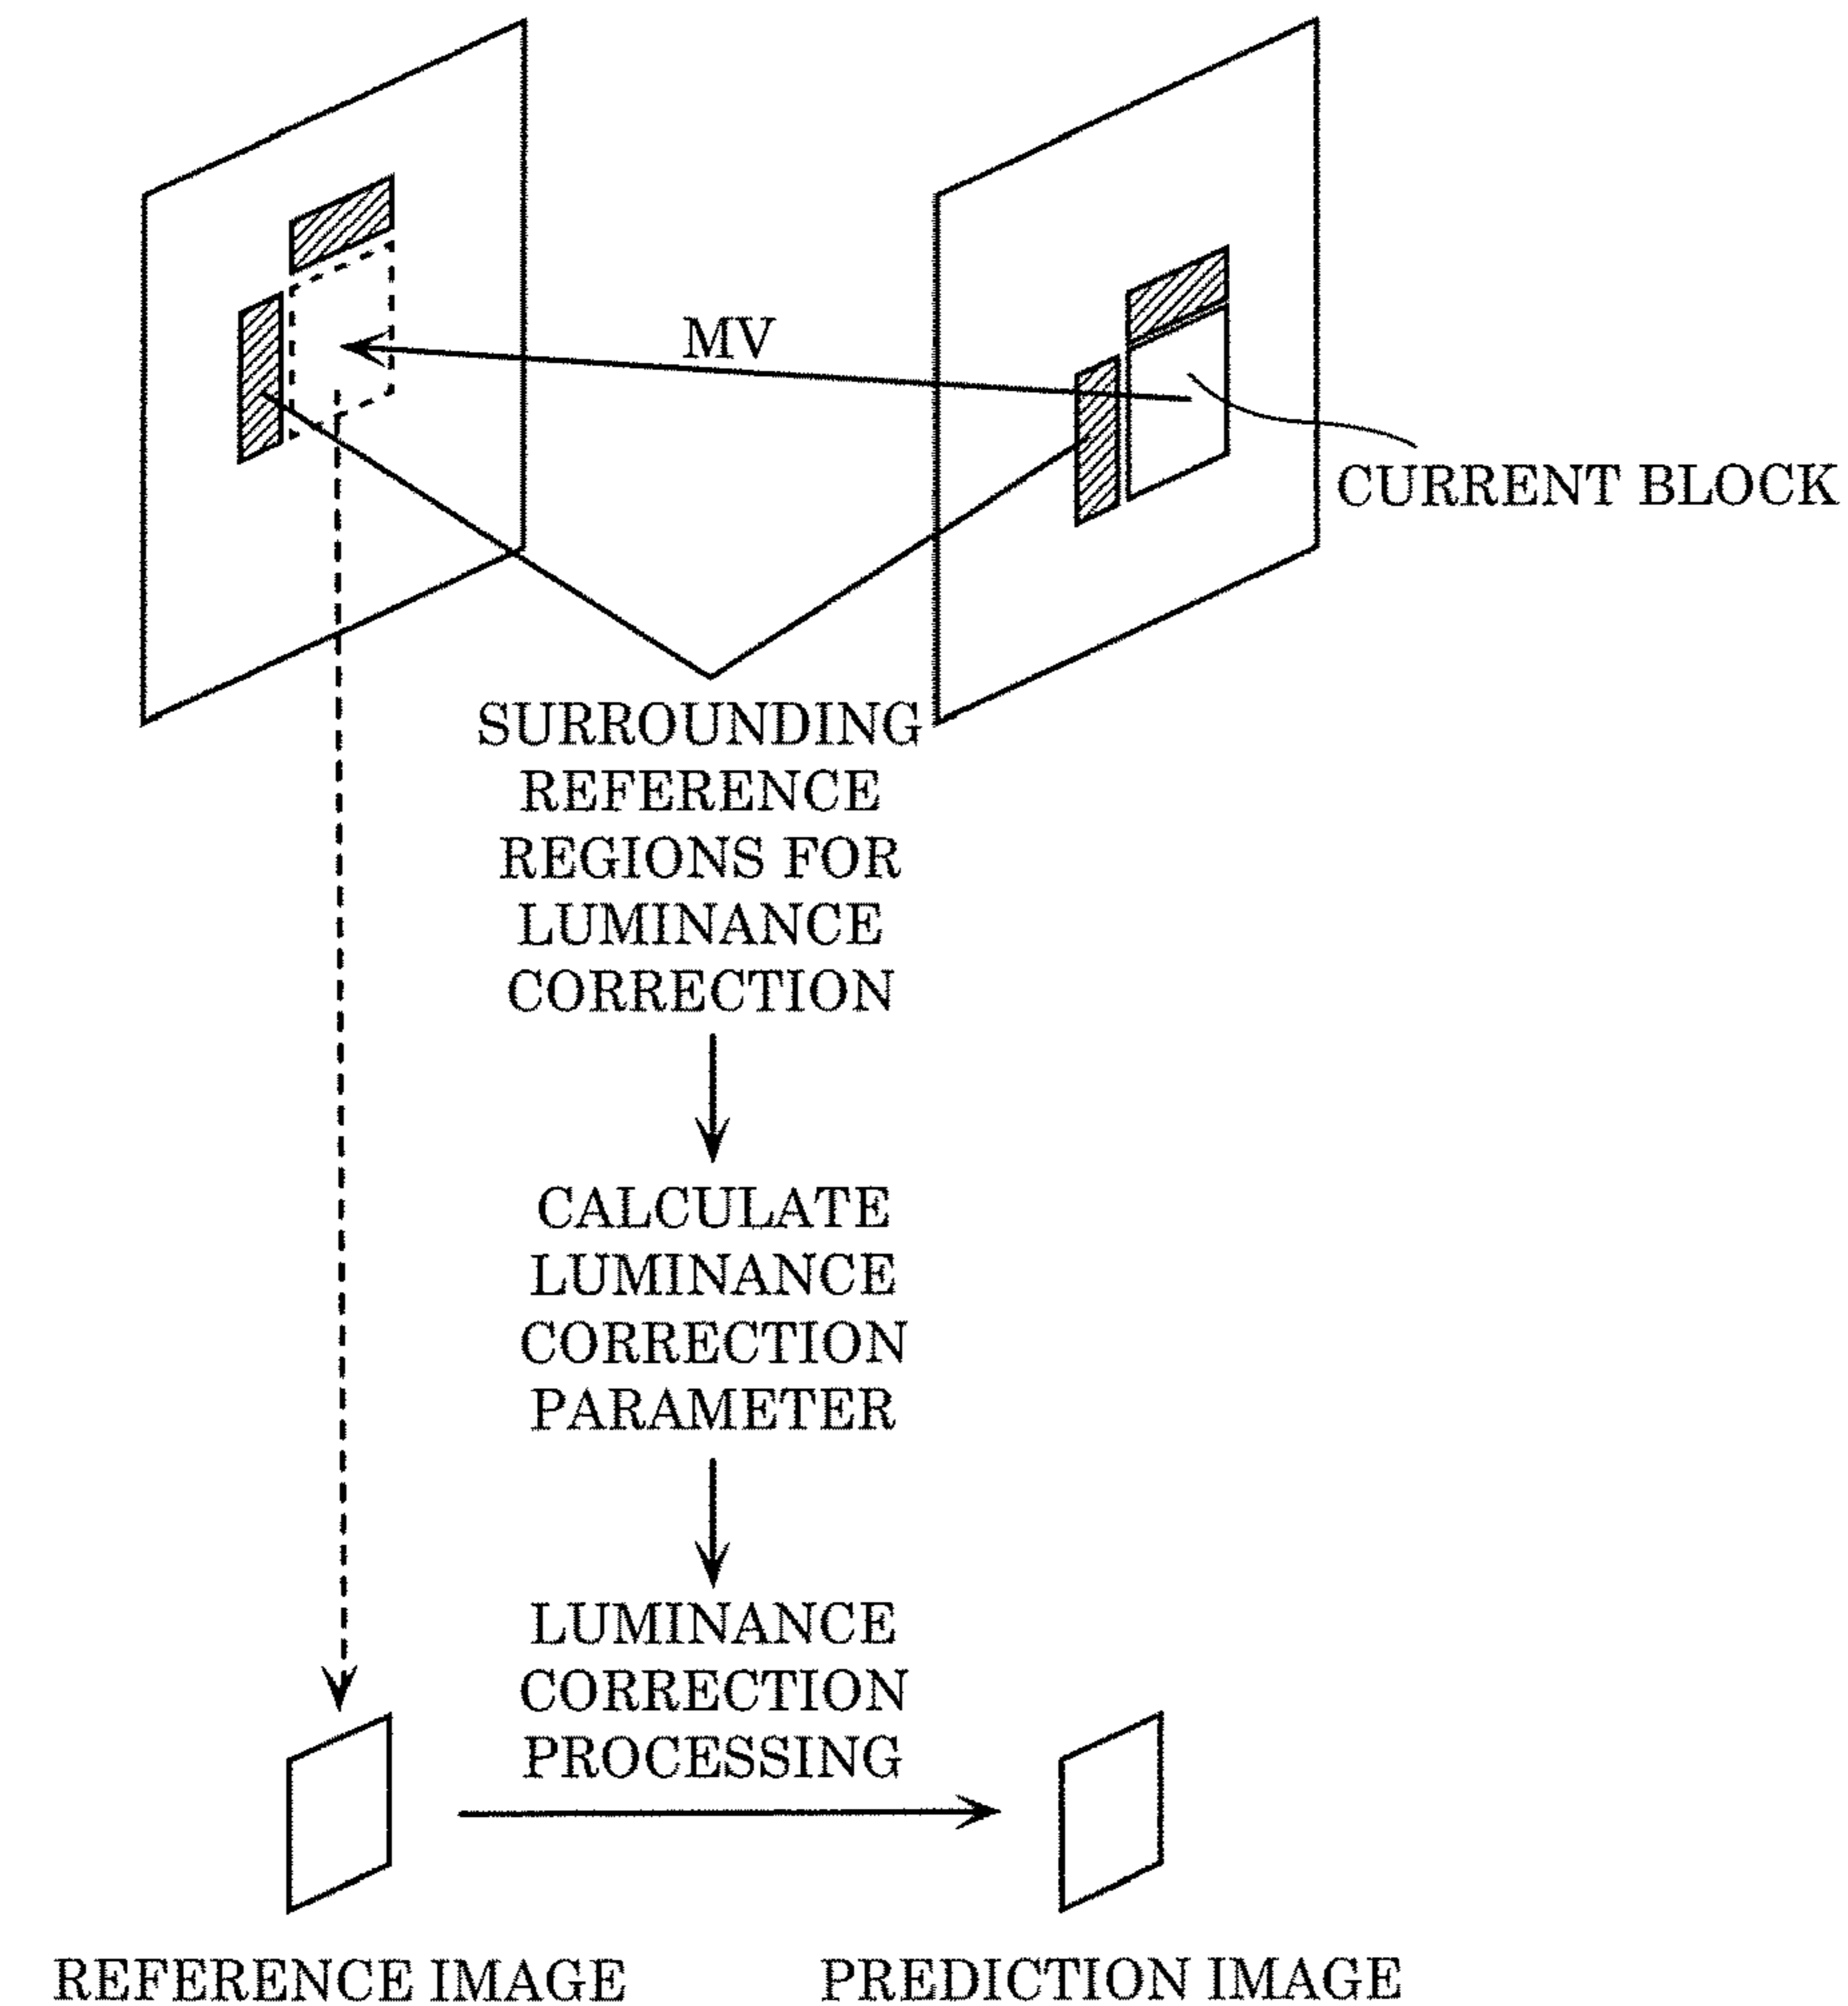 MV
CURRENT BLOCK
SURROUNDING
REFERENCE
REGIONS FOR
LUMINANCE
CORRECTION
CALCULATE
LUMINANCE
CORRECTION
PARAMETER
LUMINANCE
CORRECTION
PROCESSING
REFERENCE IMAGE
PREDICTION IMAGE